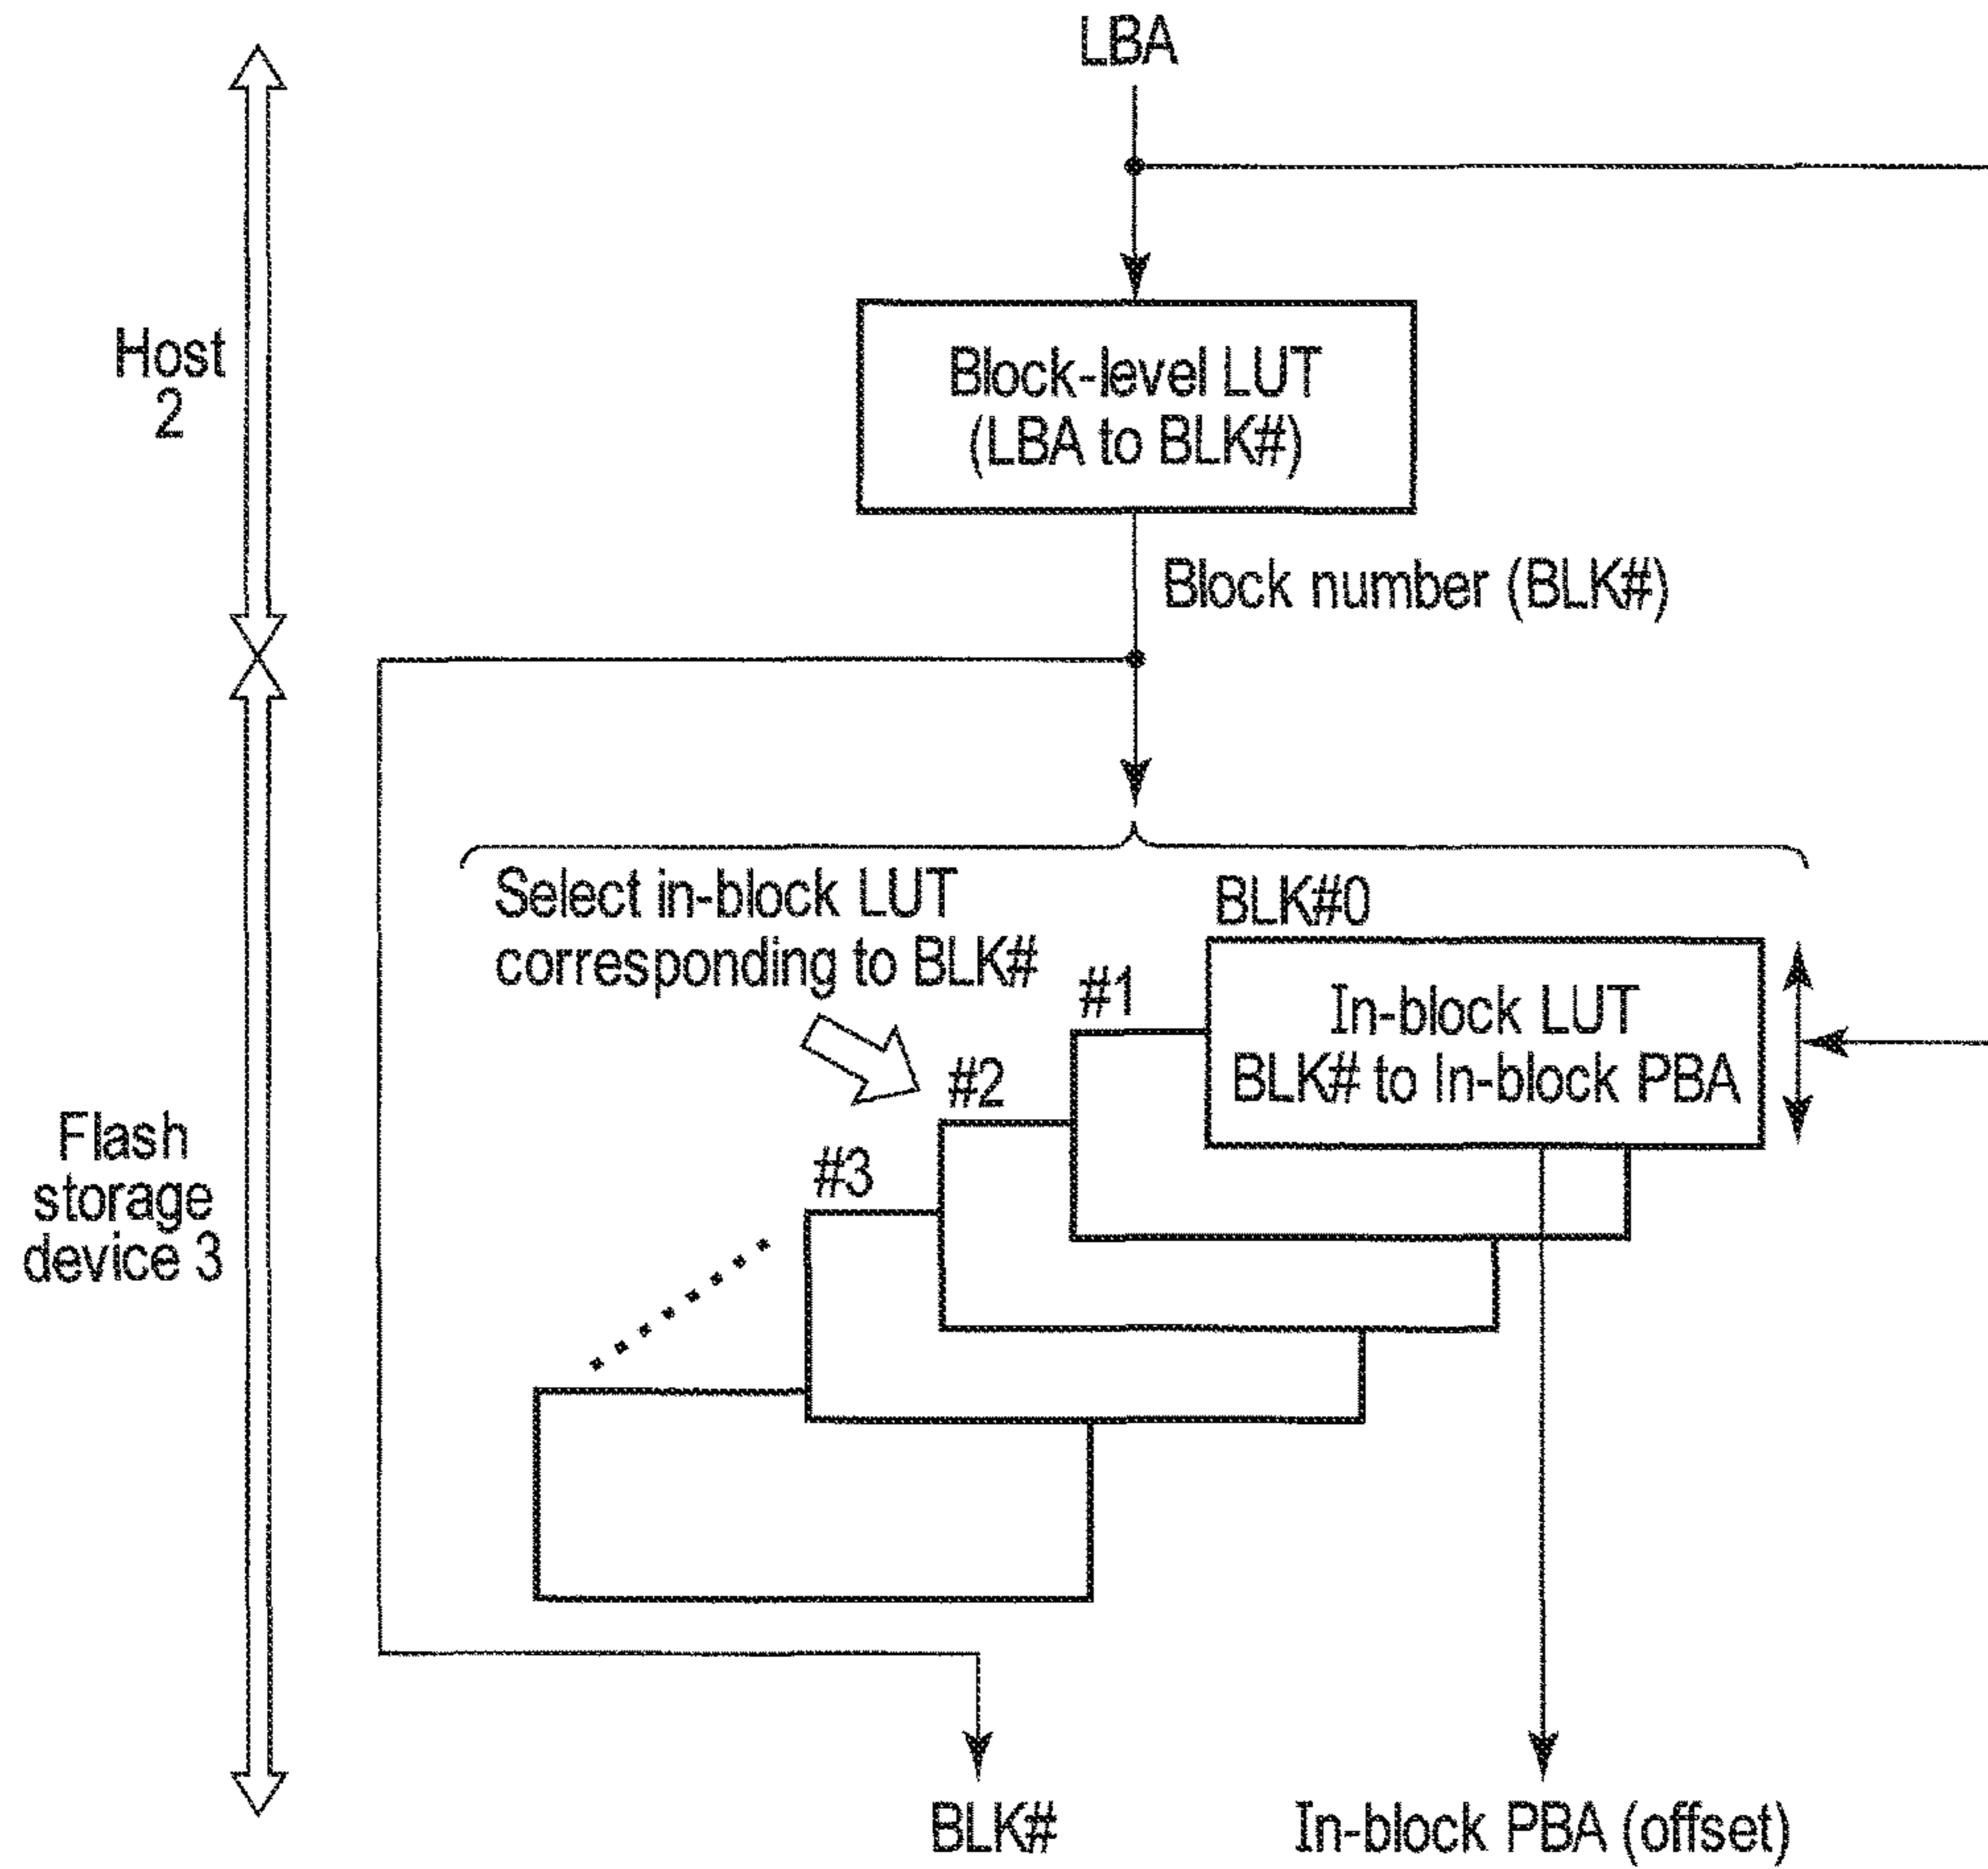 LBA
Host
2
Block-level LUT
(LBA to BLK#)
Block number (BLK#)
Select in-block LUT
corresponding to BLK#
BLK#0
#1
In-block LUT
BLK# to In-block PBA
#2
#3
Flash
storage
device 3
BLK#
In-block PBA (offset)